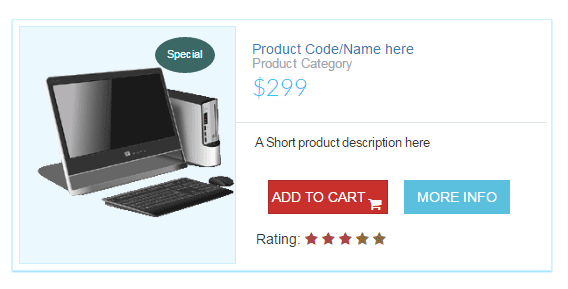 Special
Product Code/Name here
Product Category
$299
A Short product description here
ADD TO CART
MORE INFO
Rating: